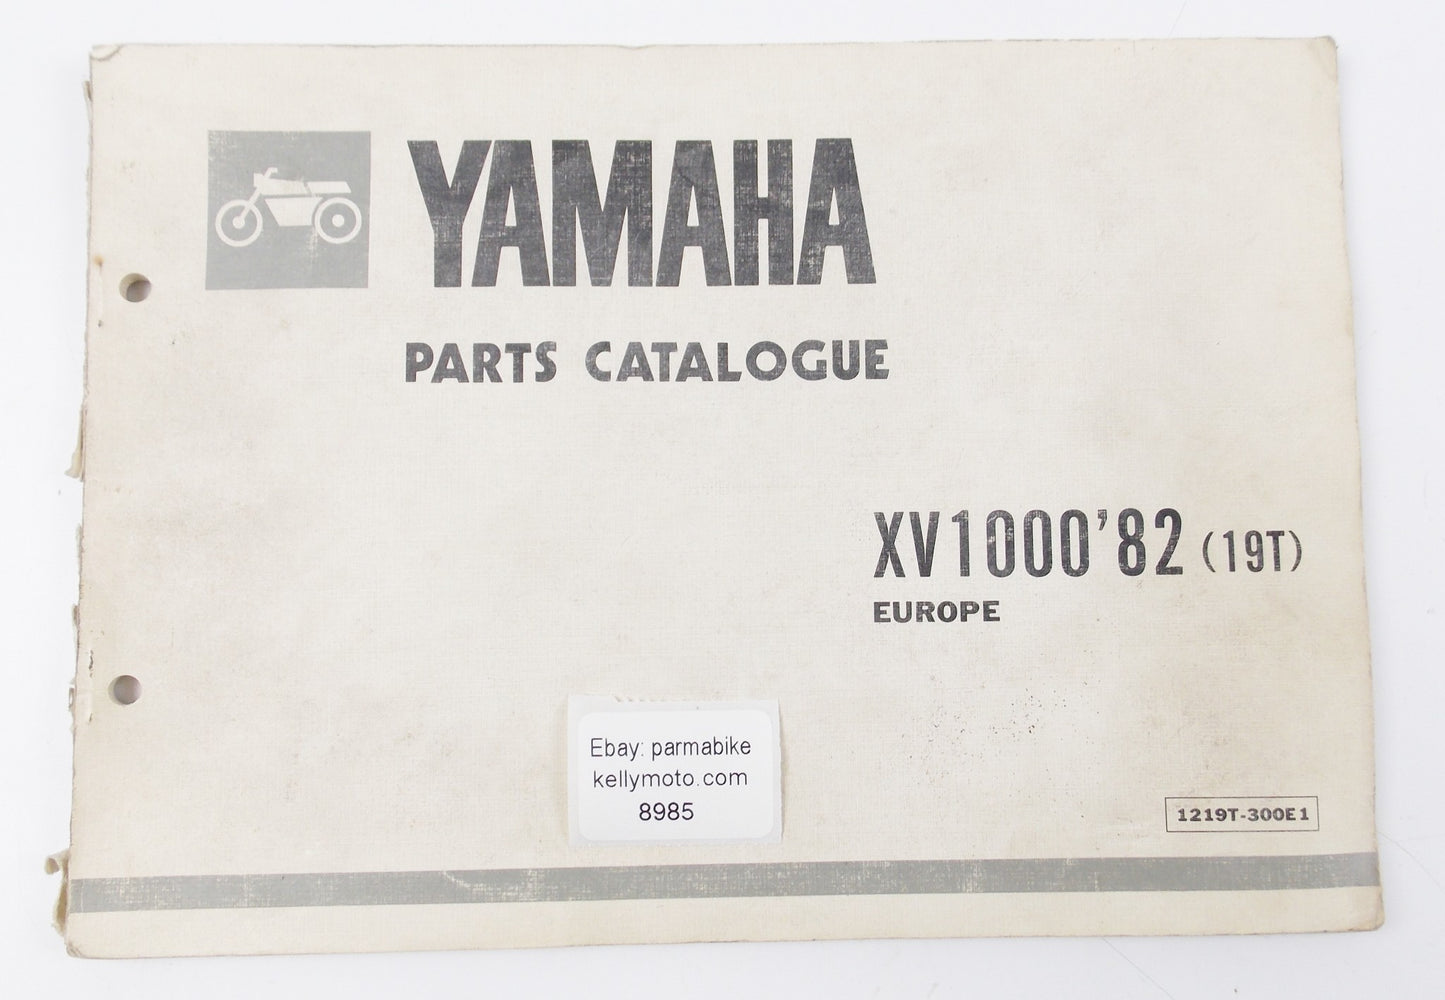 YAMAHA
PARTS CATALOGUE
XV1000'82 (19T)
EUROPE
Ebay: parmabike
kellymoto.com
8985
1219T-300E1